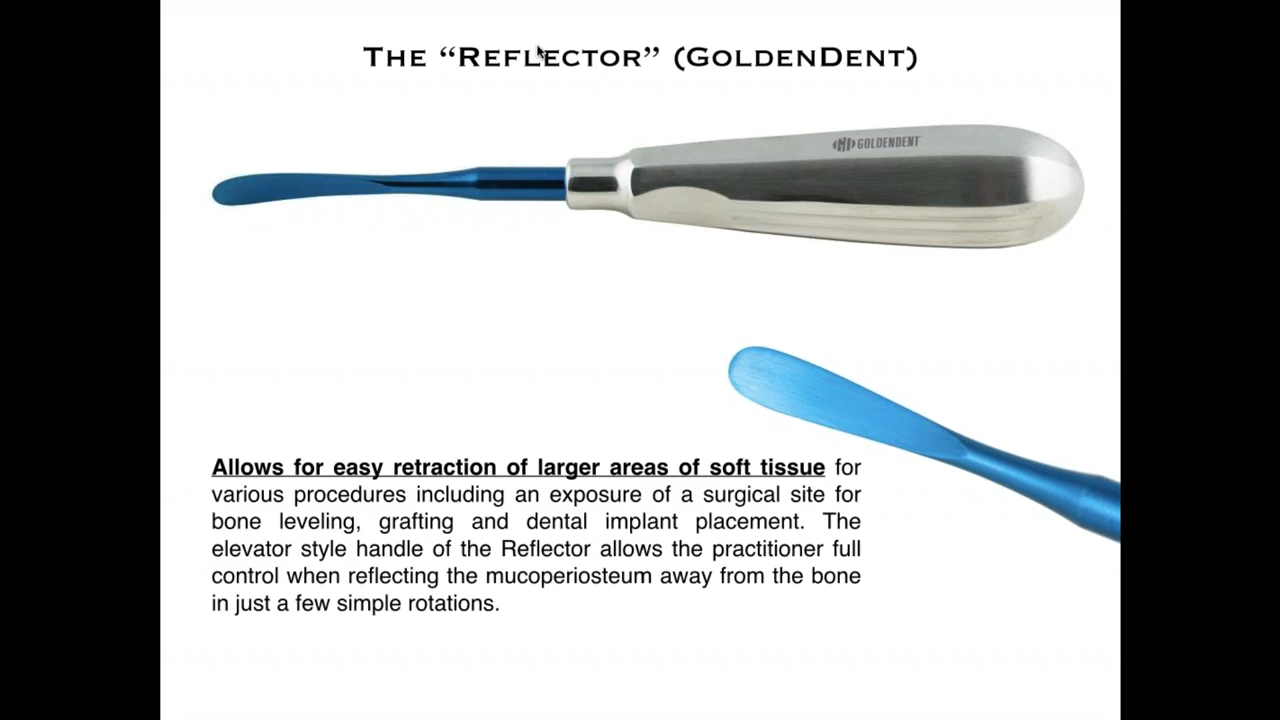 THE “REFLECTOR” (GOLDENDENT)
GOLDENDENT
Allows for easy retraction of larger areas of soft tissue for
various procedures including an exposure of a surgical site for
bone leveling, grafting and dental implant placement. The
elevator style handle of the Reflector allows the practitioner full
control when reflecting the mucoperiosteum away from the bone
in just a few simple rotations.